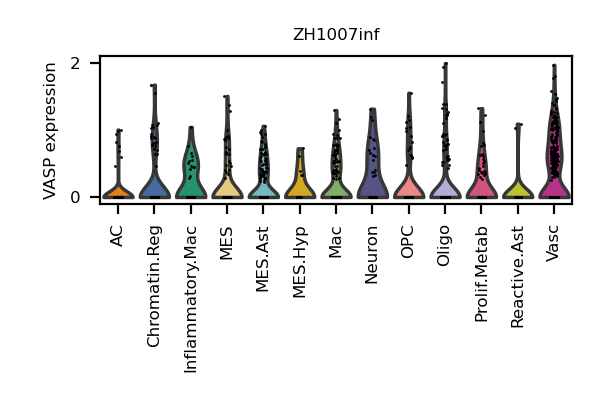 ZH1007inf
VASP expression
2
0
AC
Chromatin.Reg
Inflammatory.Mac
MES
MES.Ast
MES.Hyp
Mac
Neuron
OPC
Oligo
Prolif.Metab
Reactive.Ast
Vasc